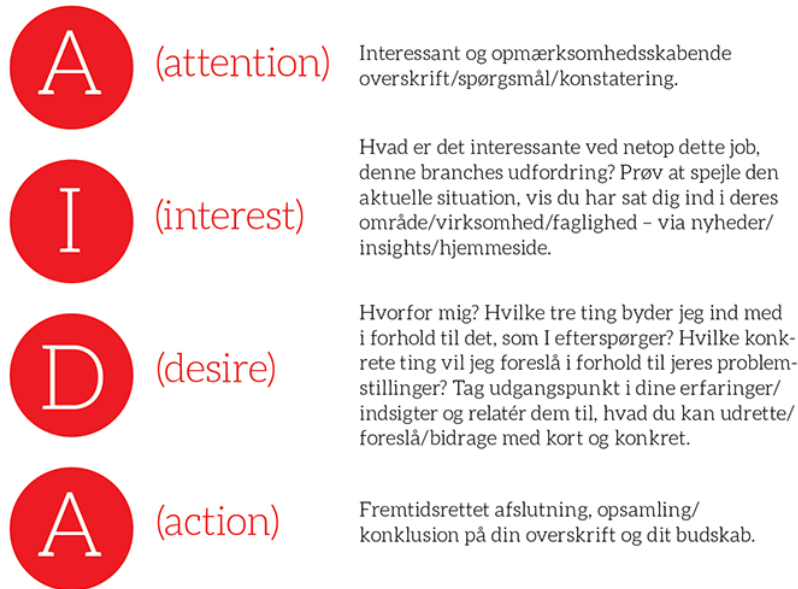 A
(attention)
Interessant og opmærksomhedsskabende
overskrift/spørgsmål/konstatering.
I
(interest)
Hvad er det interessante ved netop dette job,
denne branches udfordring? Prøv at spejle den
aktuelle situation, vis du har sat dig ind i deres
område/virksomhed/faglighed – via nyheder/
insights/hjemmeside.
D
(desire)
Hvorfor mig? Hvilke tre ting byder jeg ind med
i forhold til det, som I efterspørger? Hvilke konk-
rete ting vil jeg foreslå i forhold til jeres problem-
stillinger? Tag udgangspunkt i dine erfaringer/
indsigter og relatér dem til, hvad du kan udrette/
foreslå/bidrage med kort og konkret.
A
(action)
Fremtidsrettet afslutning, opsamling/
konklusion på din overskrift og dit budskab.